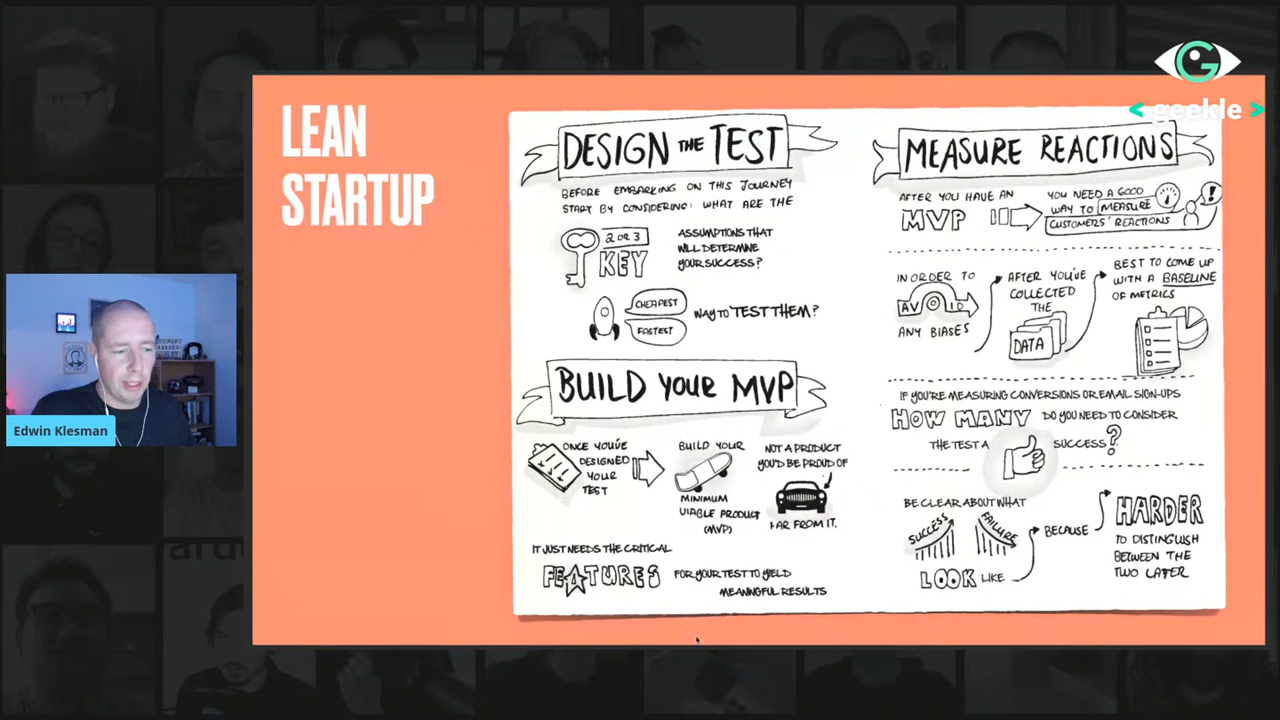 geekle
LEAN
STARTUP
DESIGN THE TEST
BEFORE EMBARKING ON THIS JOURNEY
START BY CONSIDERING: WHAT ARE THE
2 OR 3
KEY
ASSUMPTIONS THAT
WILL DETERMINE
YOUR SUCCESS?
CHEAPEST
FASTEST
WAY TO TEST THEM?
BUILD YOUR MVP
ONCE YOU'VE
DESIGNED
YOUR
TEST
BUILD YOUR
MINIMUM
VIABLE PRODUCT
(MVP)
NOT A PRODUCT
YOU'D BE PROUD OF
FAR FROM IT.
IT JUST NEEDS THE CRITICAL
FEATURES
FOR YOUR TEST TO YIELD
MEANINGFUL RESULTS
MEASURE REACTIONS
AFTER YOU HAVE AN
MVP
YOU NEED A GOOD
WAY TO MEASURE
CUSTOMERS' REACTIONS
IN ORDER TO
AVOID
ANY BIASES
AFTER YOU'VE
COLLECTED
THE
DATA
BEST TO COME UP
WITH A BASELINE
OF METRICS
IF YOU'RE MEASURING CONVERSIONS OR EMAIL SIGN-UPS
HOW MANY DO YOU NEED TO CONSIDER
THE TEST A SUCCESS?
BE CLEAR ABOUT WHAT
SUCCESS
FAILURE
LOOK LIKE
BECAUSE
HARDER
TO DISTINGUISH
BETWEEN THE
TWO LATER
Edwin Klesman